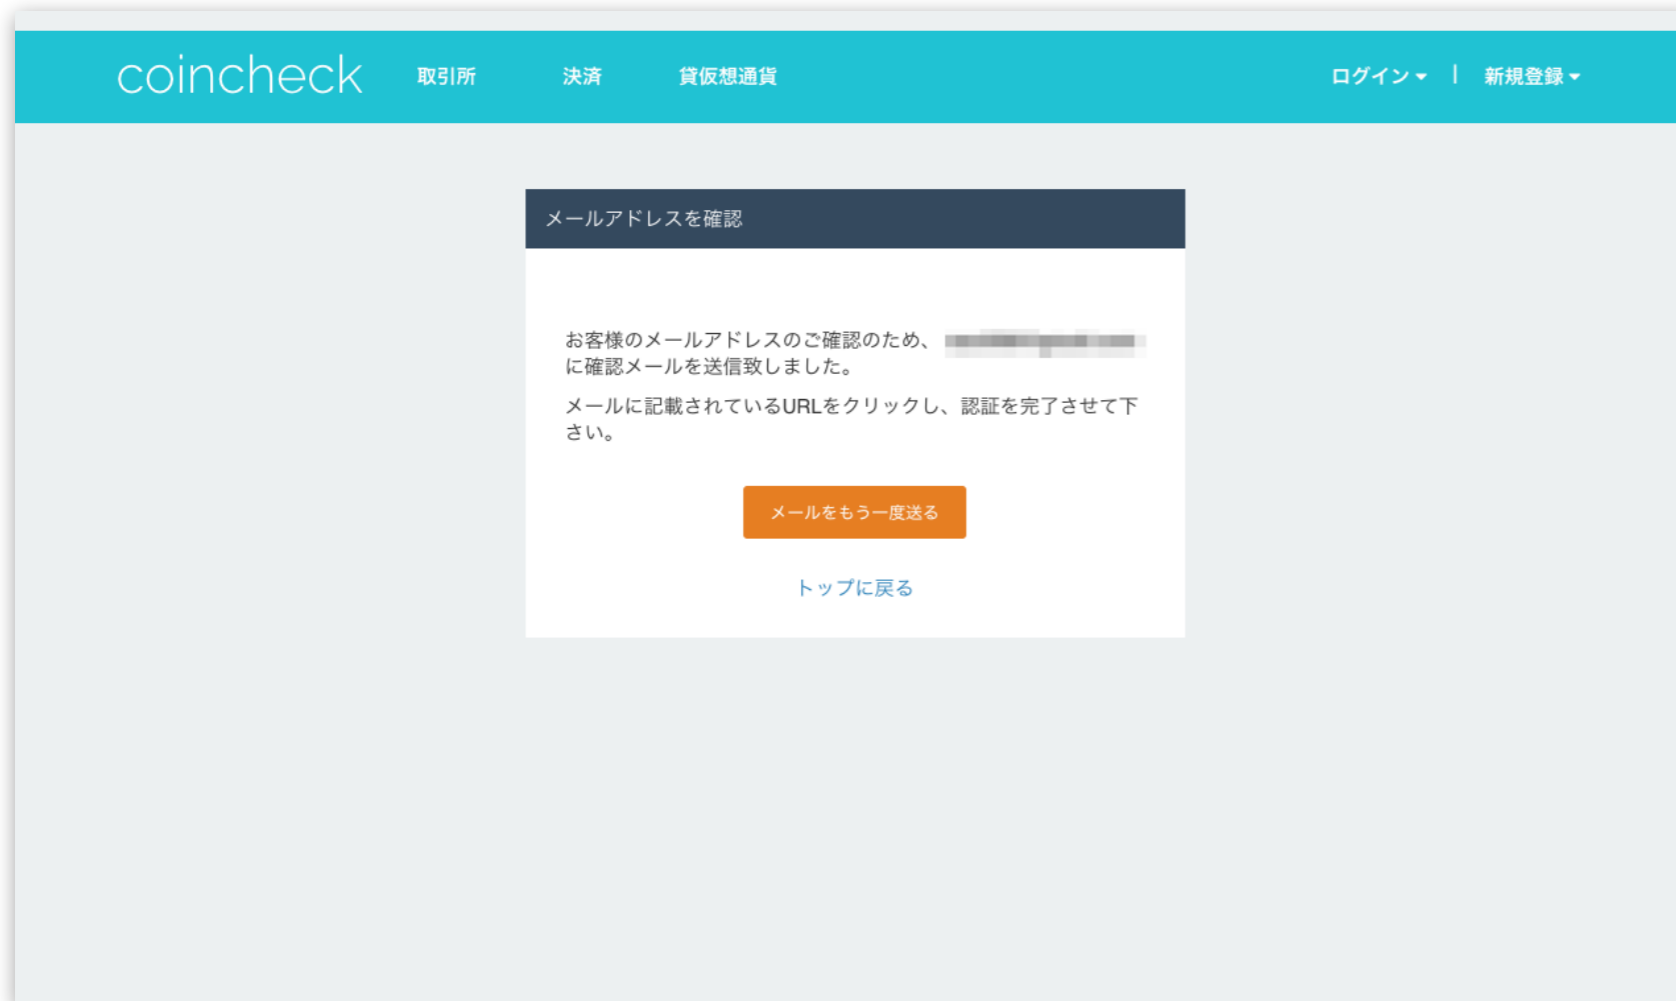 coincheck 取引所 決済 貸仮想通貨 ログイン | 新規登録
メールアドレスを確認
お客様のメールアドレスのご確認のため、
に確認メールを送信致しました。
メールに記載されているURLをクリックし、認証を完了させて下
さい。
メールをもう一度送る
トップに戻る